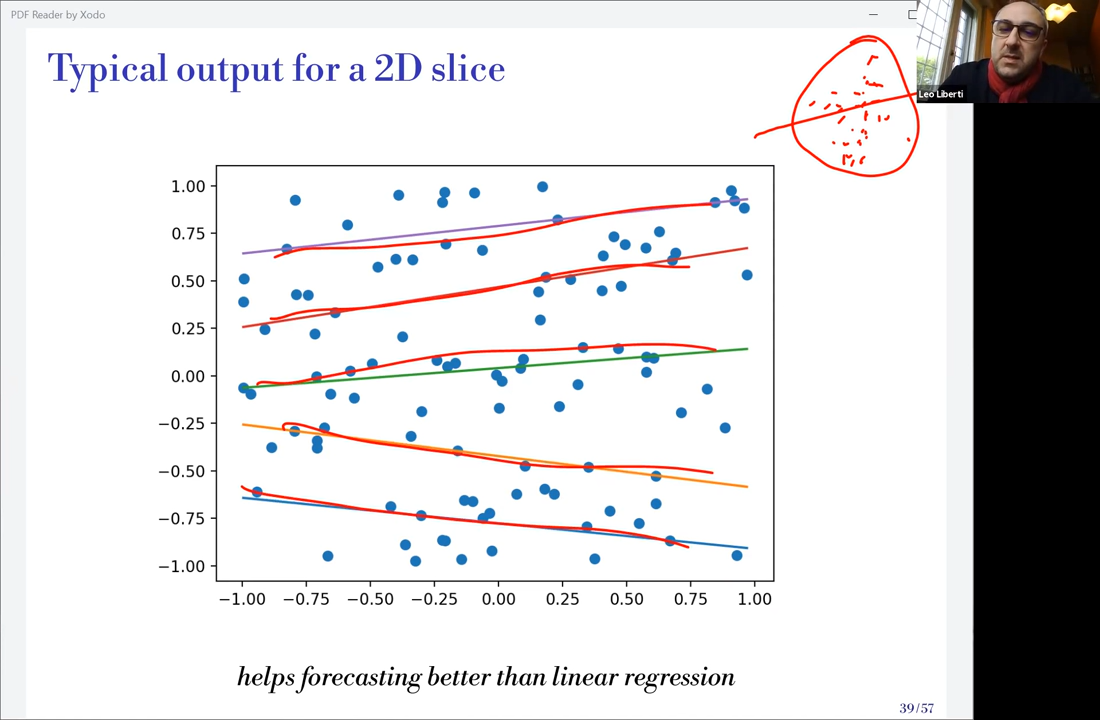 PDF Reader by Xodo
Typical output for a 2D slice
Leo Liberti
1.00
0.75
0.50
0.25
0.00
−0.25
−0.50
−0.75
−1.00
−1.00 −0.75 −0.50 −0.25 0.00 0.25 0.50 0.75 1.00
helps forecasting better than linear regression
39/57